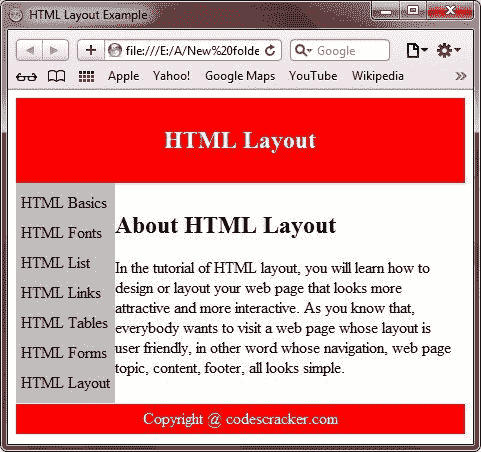 HTML Layout Example
file:///E:/A/New%20folde
Google
Apple Yahoo! Google Maps YouTube Wikipedia
HTML Layout
HTML Basics
HTML Fonts
HTML List
HTML Links
HTML Tables
HTML Forms
HTML Layout
About HTML Layout
In the tutorial of HTML layout, you will learn how to
design or layout your web page that looks more
attractive and more interactive. As you know that,
everybody wants to visit a web page whose layout is
user friendly, in other word whose navigation, web page
topic, content, footer, all looks simple.
Copyright @ codescracker.com